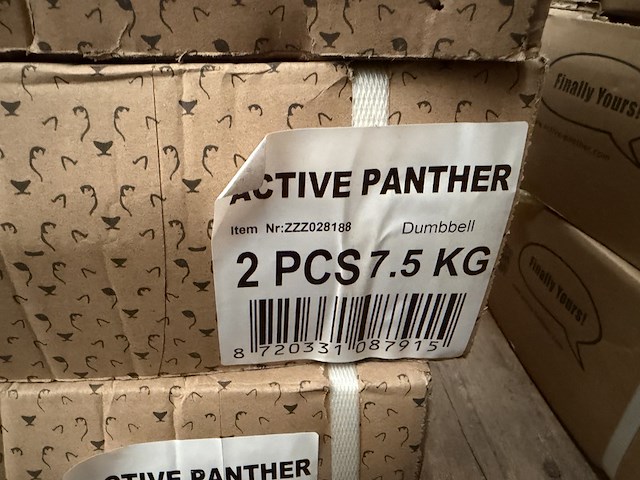 ACTIVE PANTHER
Item Nr:ZZZ028188 Dumbbell
2 PCS 7.5 KG
8 720331 087915
CTIVE PANTHER
Finally Yours!
Finally Yours!